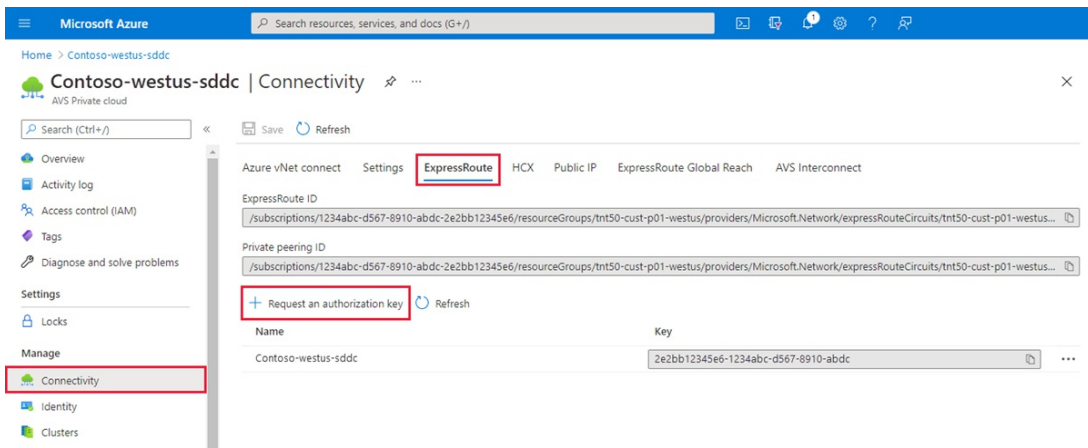 Microsoft Azure
Search resources, services, and docs (G+/)
1
Home > Contoso-westus-sddc
Contoso-westus-sddc | Connectivity
AVS Private cloud
Search (Ctrl+/)
Save
Refresh
Overview
Activity log
Access control (IAM)
Tags
Diagnose and solve problems
Settings
Locks
Manage
Connectivity
Identity
Clusters
Azure vNet connect Settings ExpressRoute HCX Public IP ExpressRoute Global Reach AVS Interconnect
ExpressRoute ID
/subscriptions/1234abc-d567-8910-abdc-2e2bb12345e6/resourceGroups/tnt50-cust-p01-westus/providers/Microsoft.Network/expressRouteCircuits/tnt50-cust-p01-westus...
Private peering ID
/subscriptions/1234abc-d567-8910-abdc-2e2bb12345e6/resourceGroups/tnt50-cust-p01-westus/providers/Microsoft.Network/expressRouteCircuits/tnt50-cust-p01-westus...
Request an authorization key Refresh
Name Key
Contoso-westus-sddc 2e2bb12345e6-1234abc-d567-8910-abdc